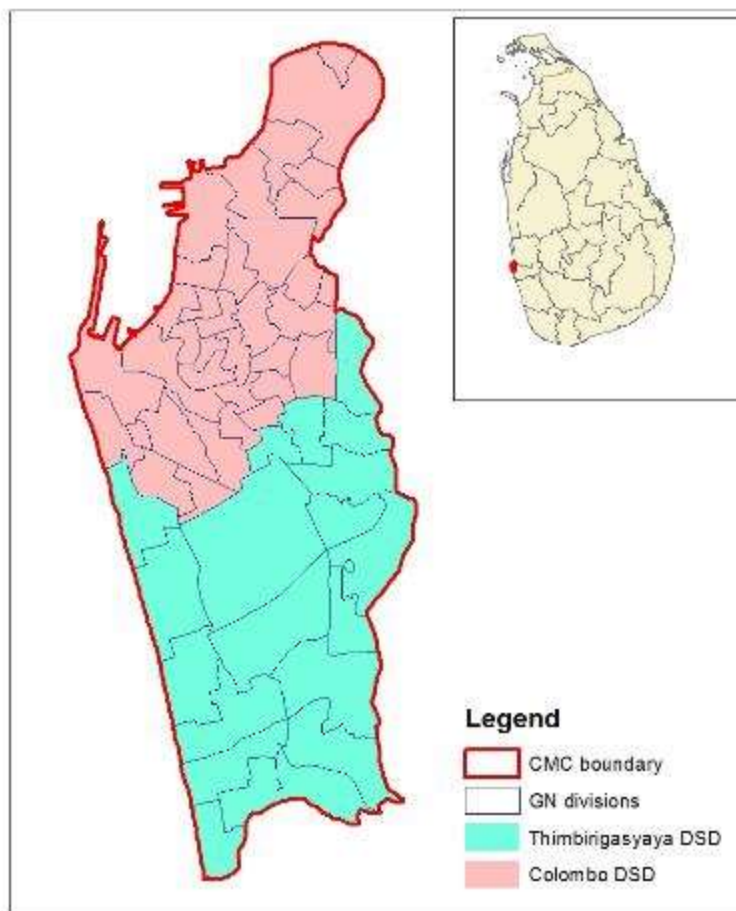 Legend
CMC boundary
GN divisions
Thimbirigasyaya DSD
Colombo DSD